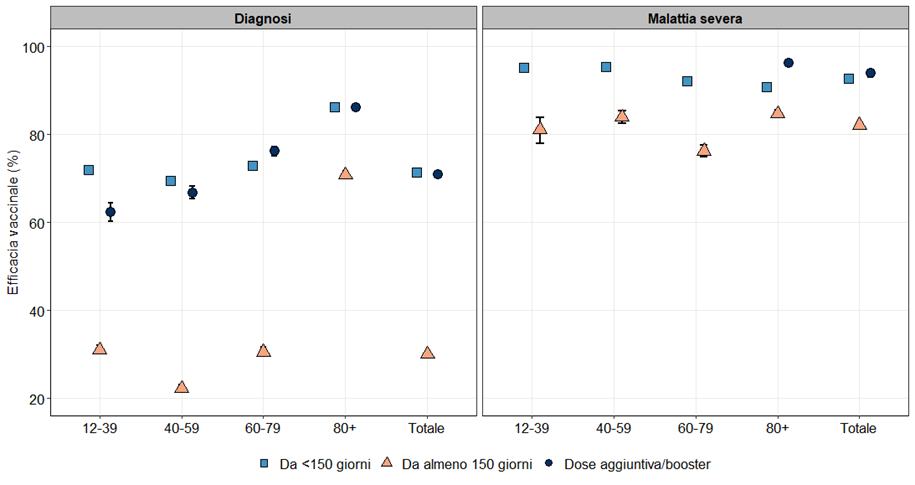 Diagnosi
Malattia severa
Efficacia vaccinale (%)
100
80
60
40
20
12-39 40-59 60-79 80+ Totale
12-39 40-59 60-79 80+ Totale
Da <150 giorni Da almeno 150 giorni Dose aggiuntiva/booster